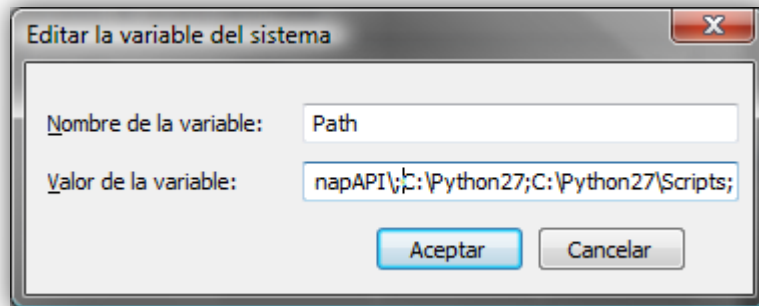 Editar la variable del sistema
Nombre de la variable: Path
Valor de la variable: napAPI\;C:\Python27;C:\Python27\Scripts;
Aceptar Cancelar